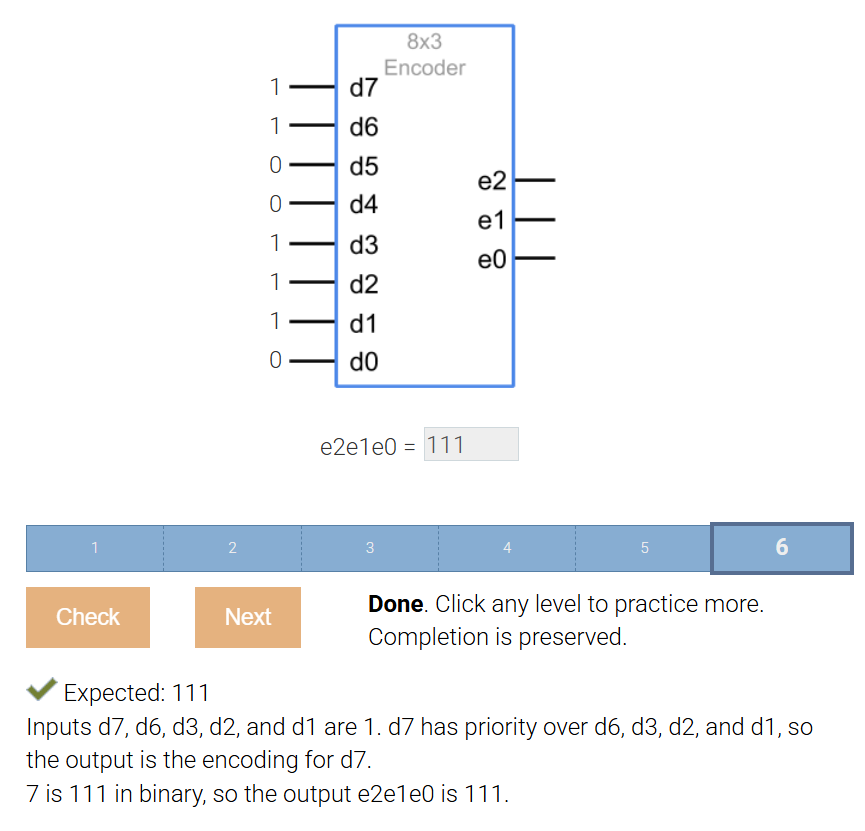 8x3
Encoder
1 d7
1 d6
0 d5
0 d4
1 d3
1 d2
1 d1
0 d0
e2
e1
e0
e2e1e0 = 111
1 2 3 4 5 6
Check Next
Done. Click any level to practice more.
Completion is preserved.
Expected: 111
Inputs d7, d6, d3, d2, and d1 are 1. d7 has priority over d6, d3, d2, and d1, so
the output is the encoding for d7.
7 is 111 in binary, so the output e2e1e0 is 111.